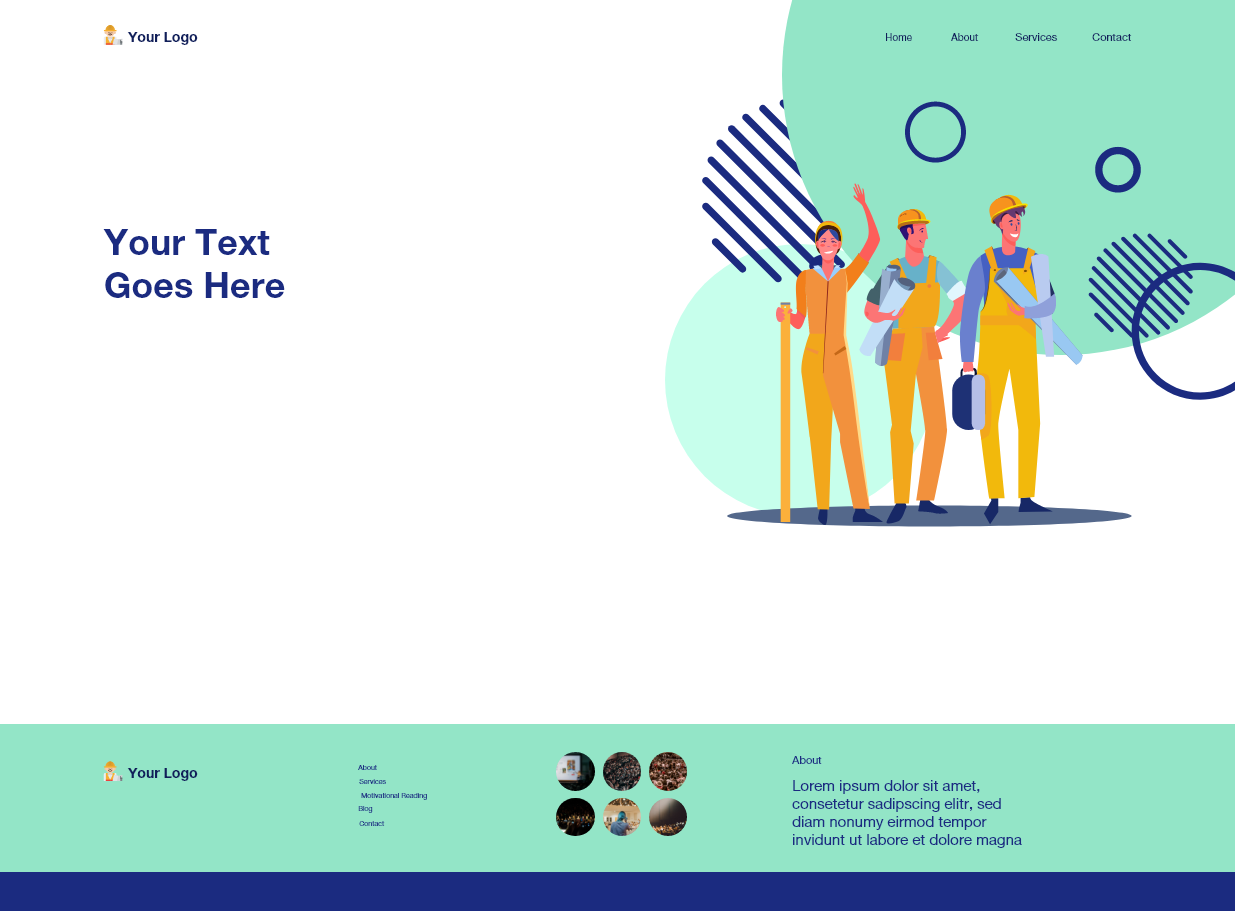 Your Logo
Home
About
Services
Contact
Your Text
Goes Here
Your Logo
About
Services
Motivational Reading
Blog
Contact
About
Lorem ipsum dolor sit amet,
consetetur sadipscing elitr, sed
diam nonumy eirmod tempor
invidunt ut labore et dolore magna